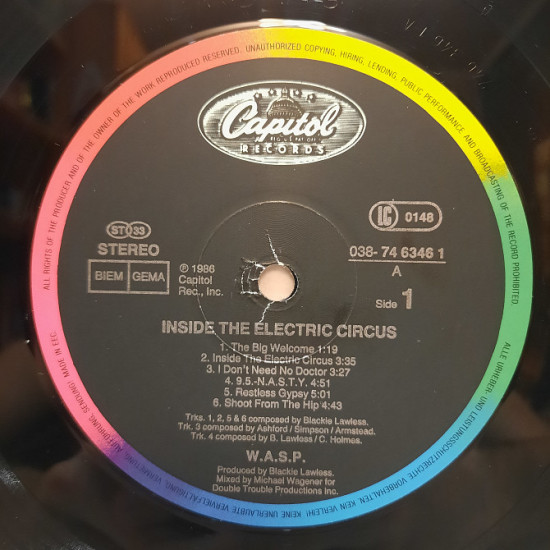 ALL RIGHTS OF THE PRODUCER AND OF THE OWNER OF THE WORK REPRODUCED RESERVED. UNAUTHORIZED COPYING, HIRING, LENDING, PUBLIC PERFORMANCE AND BROADCASTING OF THE RECORD PROHIBITED.
Capitol
RECORDS
ST 33
STEREO
BIEM GEMA
LC 0148
038- 74 6346 1
A
Side 1
℗ 1986
Capitol
Rec., Inc.
INSIDE THE ELECTRIC CIRCUS
1. The Big Welcome 1:19
2. Inside The Electric Circus 3:35
3. I Don't Need No Doctor 3:27
4. 9.5.-N.A.S.T.Y. 4:51
5. Restless Gypsy 5:01
6. Shoot From The Hip 4:43
Trks. 1, 2, 5 & 6 composed by Blackie Lawless.
Trk. 3 composed by Ashford / Simpson / Armstead.
Trk. 4 composed by B. Lawless / C. Holmes.
W.A.S.P.
Produced by Blackie Lawless.
Mixed by Michael Wagener for
Double Trouble Productions Inc.
ALLE URHEBER- UND LEISTUNGSSCHUTZRECHTE VORBEHALTEN. KEIN VERLEIH! KEINE UNERLAUBTE VERVIELFÄLTIGUNG, VERMIETUNG, AUFFÜHRUNG, SENDUNG! MADE IN EEC.